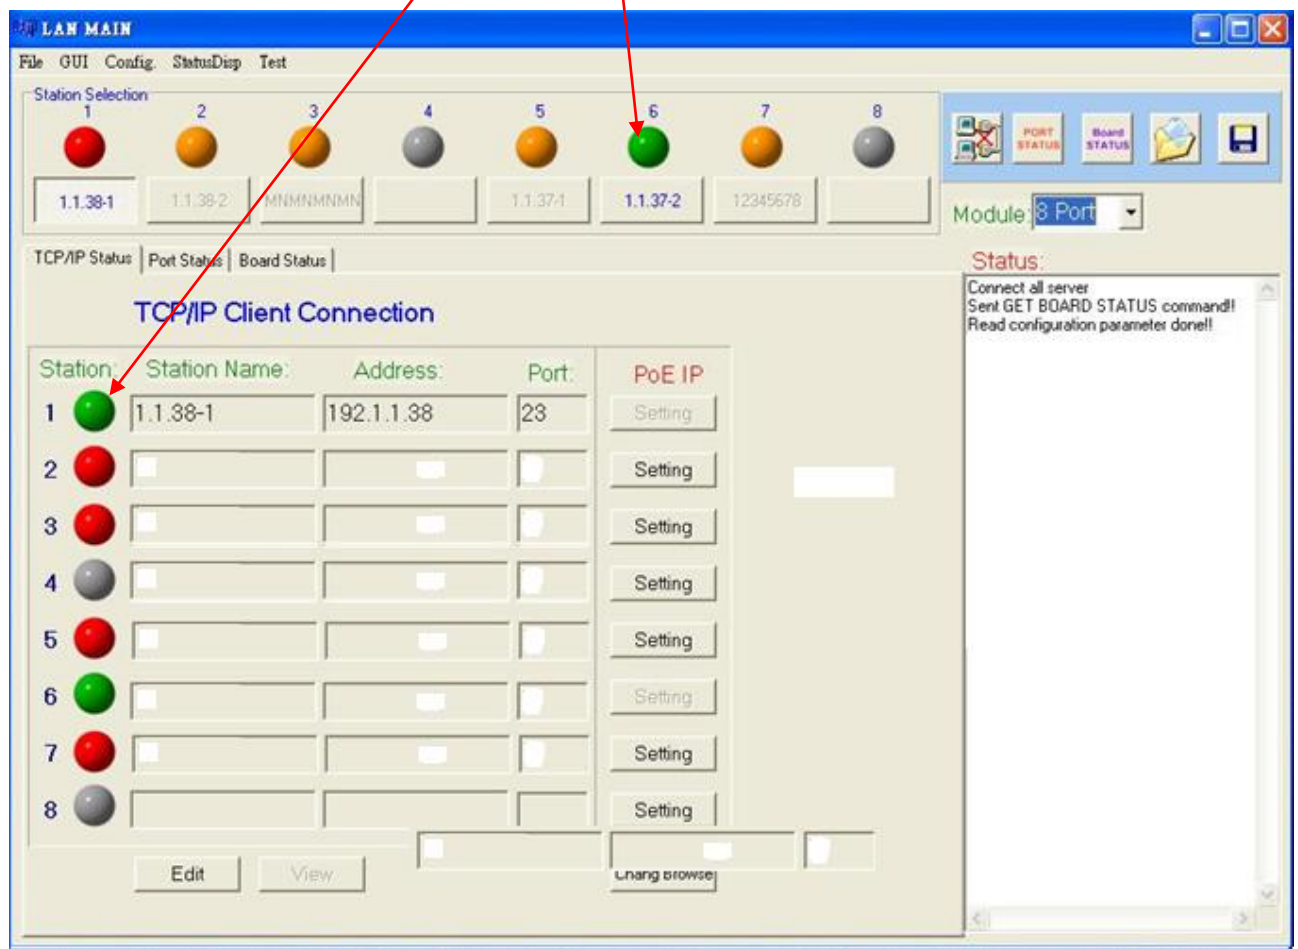 LAN MAIN
File GUI Config. StatusDisp Test
Station Selection
1 2 3 4 5 6 7 8
1.1.38-1 1.1.38-2 MNMNMNMN 1.1.37-1 1.1.37-2 12345678
PORT STATUS
Board STATUS
Module: 8 Port
TCP/IP Status Port Status Board Status
Status:
Connect all server
Sent GET BOARD STATUS command!!
Read configuration parameter done!!
TCP/IP Client Connection
Station: Station Name: Address: Port: PoE IP
1 1.1.38-1 192.1.1.38 23 Setting
2 Setting
3 Setting
4 Setting
5 Setting
6 Setting
7 Setting
8 Setting
Edit View Chang Browse